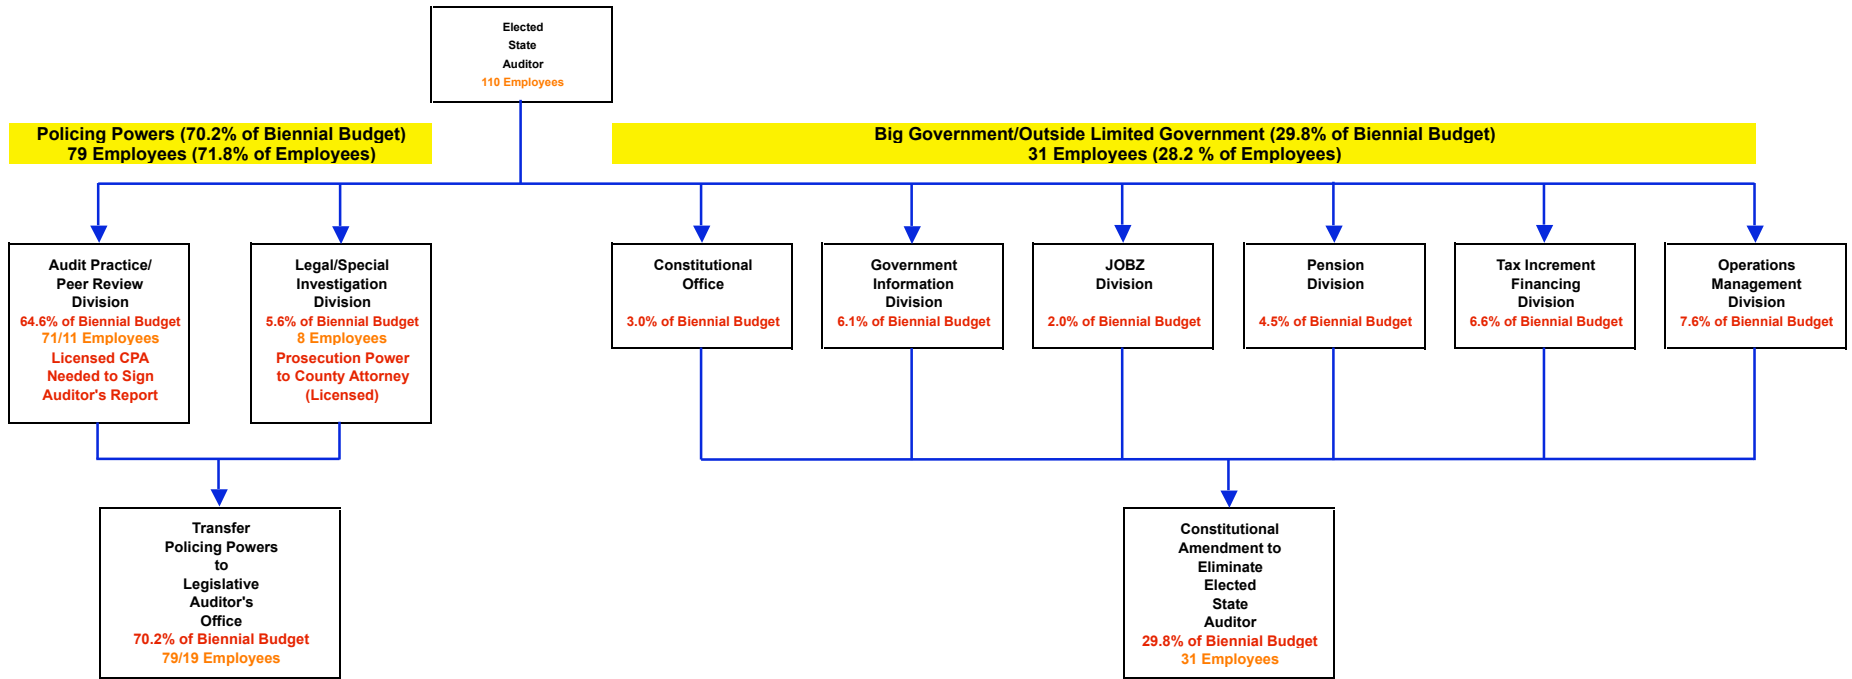 Elected
State
Auditor
110 Employees
Policing Powers (70.2% of Biennial Budget)
79 Employees (71.8% of Employees)
Big Government/Outside Limited Government (29.8% of Biennial Budget)
31 Employees (28.2 % of Employees)
Audit Practice/
Peer Review
Division
64.6% of Biennial Budget
71/11 Employees
Licensed CPA
Needed to Sign
Auditor's Report
Legal/Special
Investigation
Division
5.6% of Biennial Budget
8 Employees
Prosecution Power
to County Attorney
(Licensed)
Constitutional
Office
3.0% of Biennial Budget
Government
Information
Division
6.1% of Biennial Budget
JOBZ
Division
2.0% of Biennial Budget
Pension
Division
4.5% of Biennial Budget
Tax Increment
Financing
Division
6.6% of Biennial Budget
Operations
Management
Division
7.6% of Biennial Budget
Transfer
Policing Powers
to
Legislative
Auditor's
Office
70.2% of Biennial Budget
79/19 Employees
Constitutional
Amendment to
Eliminate
Elected
State
Auditor
29.8% of Biennial Budget
31 Employees